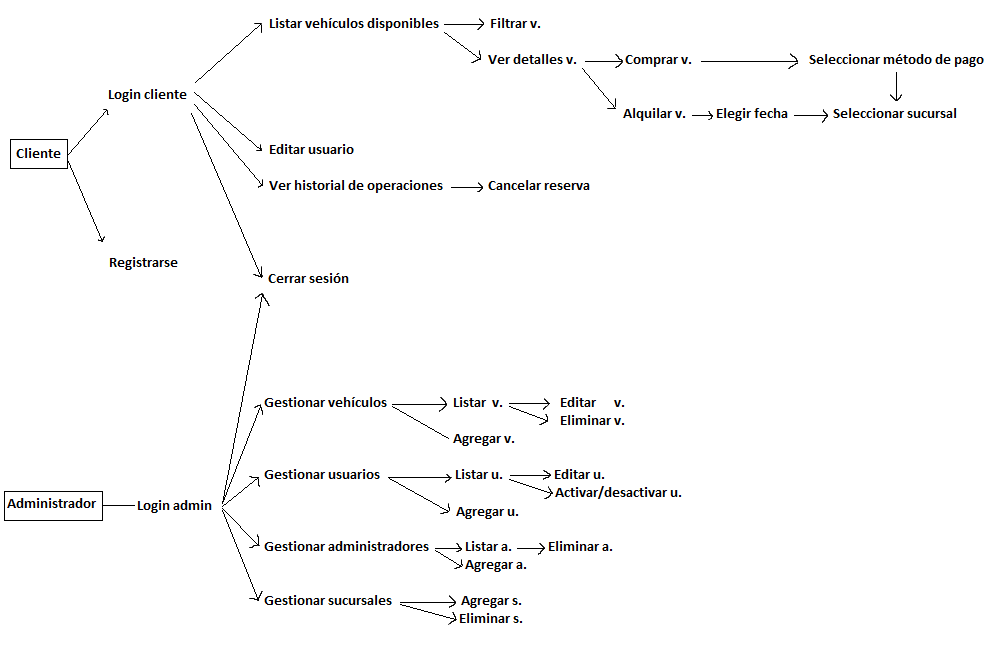 Listar vehículos disponibles
Filtrar v.
Ver detalles v.
Comprar v.
Seleccionar método de pago
Login cliente
Alquilar v.
Elegir fecha
Seleccionar sucursal
Cliente
Editar usuario
Ver historial de operaciones
Cancelar reserva
Registrarse
Cerrar sesión
Gestionar vehículos
Listar v.
Editar v.
Eliminar v.
Agregar v.
Gestionar usuarios
Listar u.
Editar u.
Activar/desactivar u.
Administrador
Login admin
Agregar u.
Gestionar administradores
Listar a.
Eliminar a.
Agregar a.
Gestionar sucursales
Agregar s.
Eliminar s.